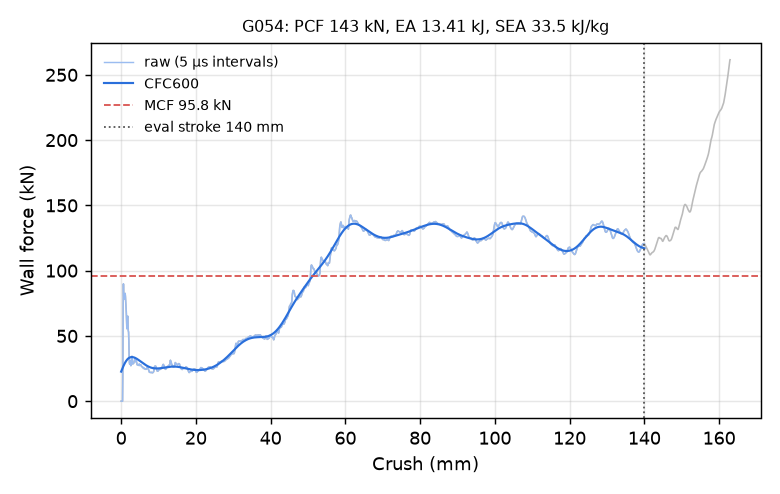 G054: PCF 143 kN, EA 13.41 kJ, SEA 33.5 kJ/kg
raw (5 µs intervals)
CFC600
MCF 95.8 kN
eval stroke 140 mm
Wall force (kN)
250
200
150
100
50
0
0 20 40 60 80 100 120 140 160
Crush (mm)